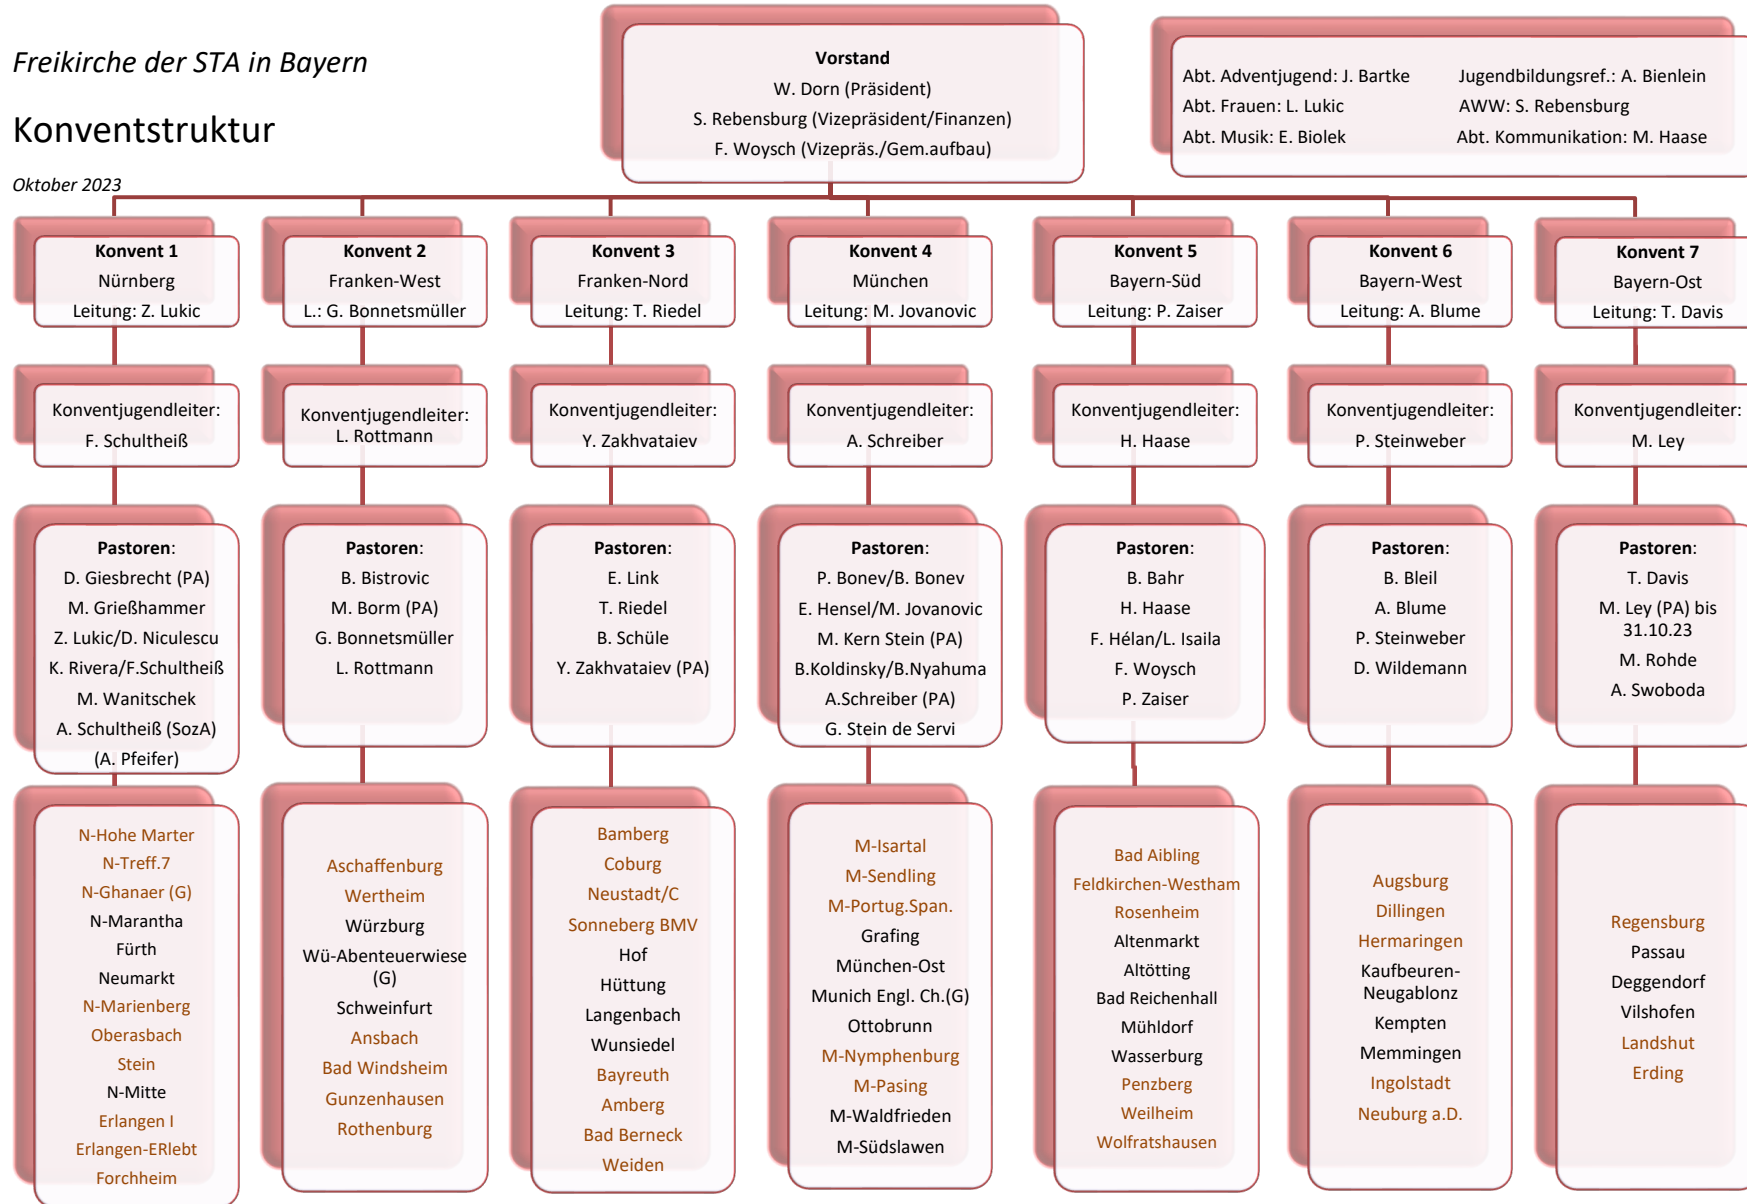 Freikirche der STA in Bayern
Konventstruktur
Oktober 2023
Vorstand
W. Dorn (Präsident)
S. Rebensburg (Vizepräsident/Finanzen)
F. Woysch (Vizepräs./Gem.aufbau)
Abt. Adventjugend: J. Bartke
Jugendbildungsref.: A. Bienlein
Abt. Frauen: L. Lukic
AWW: S. Rebensburg
Abt. Musik: E. Biolek
Abt. Kommunikation: M. Haase
Konvent 1
Nürnberg
Leitung: Z. Lukic
Konventjugendleiter:
F. Schultheiß
Pastoren:
D. Giesbrecht (PA)
M. Grießhammer
Z. Lukic/D. Niculescu
K. Rivera/F.Schultheiß
M. Wanitschek
A. Schultheiß (SozA)
(A. Pfeifer)
N-Hohe Marter
N-Treff.7
N-Ghanaer (G)
N-Marantha
Fürth
Neumarkt
N-Marienberg
Oberasbach
Stein
N-Mitte
Erlangen I
Erlangen-ERlebt
Forchheim
Konvent 2
Franken-West
L.: G. Bonnetsmüller
Konventjugendleiter:
L. Rottmann
Pastoren:
B. Bistrovic
M. Borm (PA)
G. Bonnetsmüller
L. Rottmann
Aschaffenburg
Wertheim
Würzburg
Wü-Abenteuerwiese
(G)
Schweinfurt
Ansbach
Bad Windsheim
Gunzenhausen
Rothenburg
Konvent 3
Franken-Nord
Leitung: T. Riedel
Konventjugendleiter:
Y. Zakhvataiev
Pastoren:
E. Link
T. Riedel
B. Schüle
Y. Zakhvataiev (PA)
Bamberg
Coburg
Neustadt/C
Sonneberg BMV
Hof
Hüttung
Langenbach
Wunsiedel
Bayreuth
Amberg
Bad Berneck
Weiden
Konvent 4
München
Leitung: M. Jovanovic
Konventjugendleiter:
A. Schreiber
Pastoren:
P. Bonev/B. Bonev
E. Hensel/M. Jovanovic
M. Kern Stein (PA)
B.Koldinsky/B.Nyahuma
A.Schreiber (PA)
G. Stein de Servi
M-Isartal
M-Sendling
M-Portug.Span.
Grafing
München-Ost
Munich Engl. Ch.(G)
Ottobrunn
M-Nymphenburg
M-Pasing
M-Waldfrieden
M-Südslawen
Konvent 5
Bayern-Süd
Leitung: P. Zaiser
Konventjugendleiter:
H. Haase
Pastoren:
B. Bahr
H. Haase
F. Hélan/L. Isaila
F. Woysch
P. Zaiser
Bad Aibling
Feldkirchen-Westham
Rosenheim
Altenmarkt
Altötting
Bad Reichenhall
Mühldorf
Wasserburg
Penzberg
Weilheim
Wolfratshausen
Konvent 6
Bayern-West
Leitung: A. Blume
Konventjugendleiter:
P. Steinweber
Pastoren:
B. Bleil
A. Blume
P. Steinweber
D. Wildemann
Augsburg
Dillingen
Hermaringen
Kaufbeuren-
Neugablonz
Kempten
Memmingen
Ingolstadt
Neuburg a.D.
Konvent 7
Bayern-Ost
Leitung: T. Davis
Konventjugendleiter:
M. Ley
Pastoren:
T. Davis
M. Ley (PA) bis
31.10.23
M. Rohde
A. Swoboda
Regensburg
Passau
Deggendorf
Vilshofen
Landshut
Erding